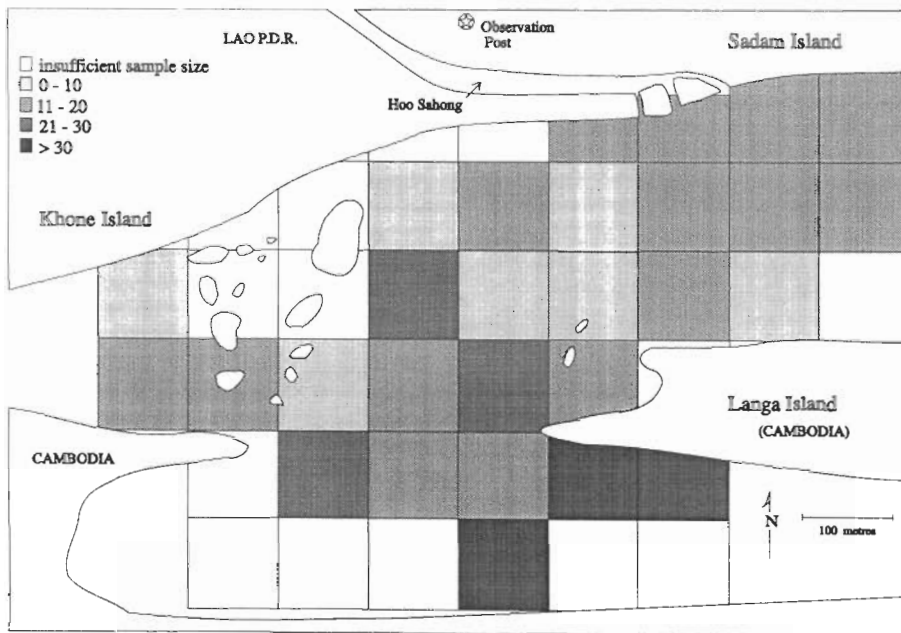 LAO P.D.R.
Observation
Post
Sadam Island
insufficient sample size
0 - 10
11 - 20
21 - 30
> 30
Hoo Sahong
Khone Island
Langa Island
(CAMBODIA)
CAMBODIA
N
100 metres